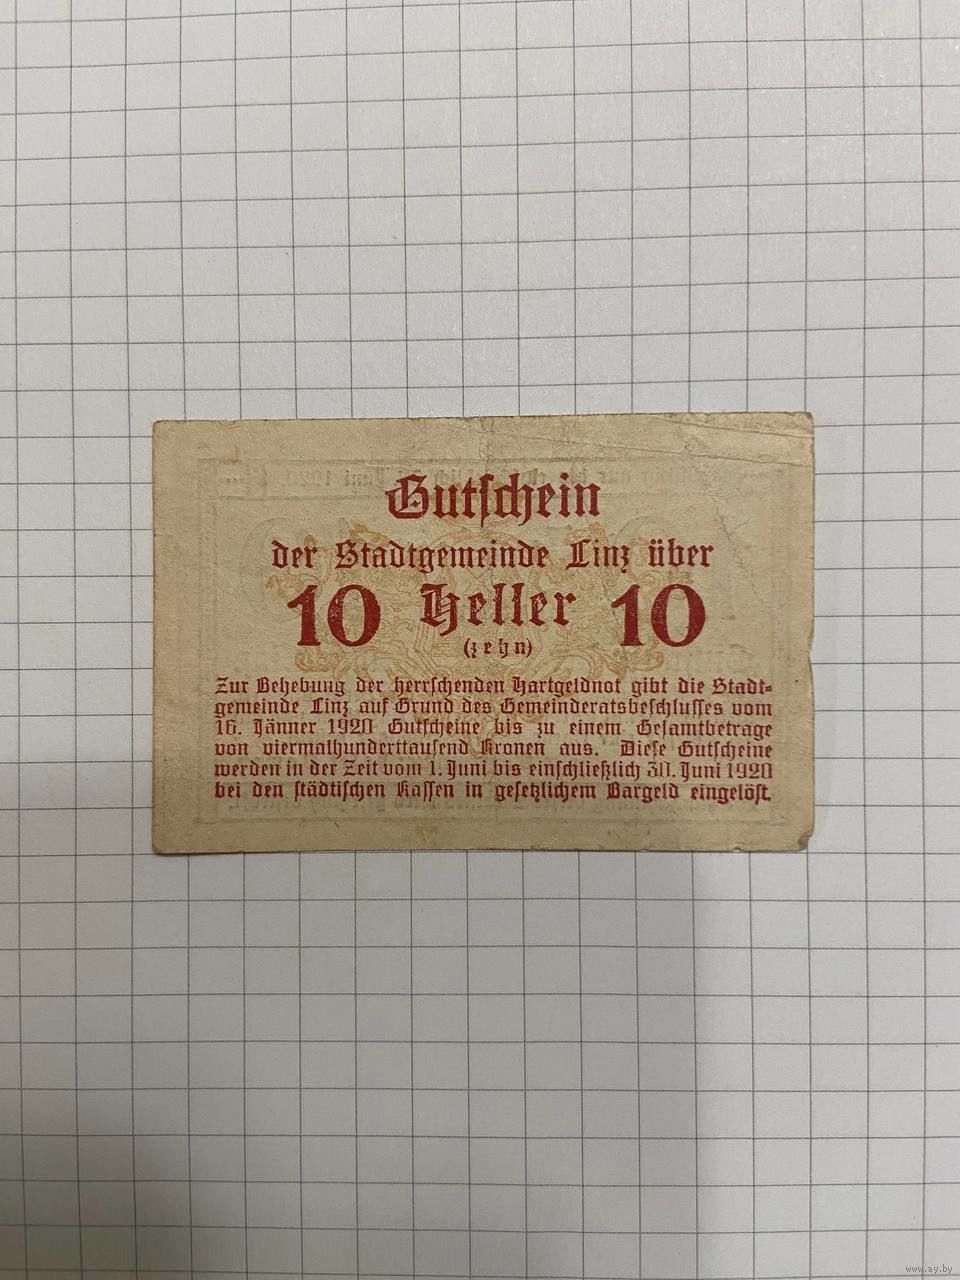 Gutschein
der Stadtgemeinde Linz über
10 Heller 10
(zehn)
Zur Behebung der herrschenden Hartgeldnot gibt die Stadt-
gemeinde Linz auf Grund des Gemeinderatsbeschlusses vom
16. Jänner 1920 Gutscheine bis zu einem Gesamtbetrage
von viermalhunderttausend Kronen aus. Diese Gutscheine
werden in der Zeit vom 1. Juni bis einschließlich 30. Juni 1920
bei den städtischen Kassen in gesetzlichem Bargeld eingelöst.
www.ay.by